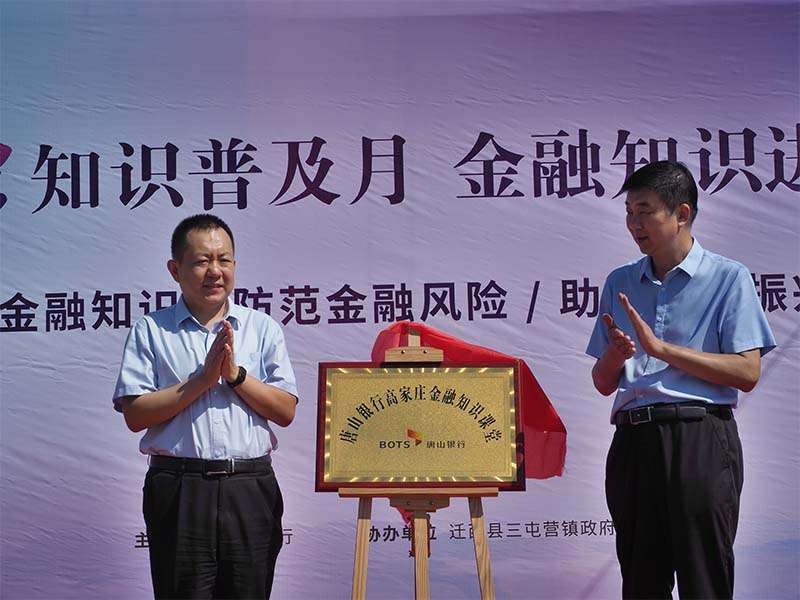 知识普及月 金融知识进
金融知识 防范金融风险 / 助 振兴
唐山银行高家庄金融知识课堂
BOTS 唐山银行
主 行 协办单位 迁西县三屯营镇政府